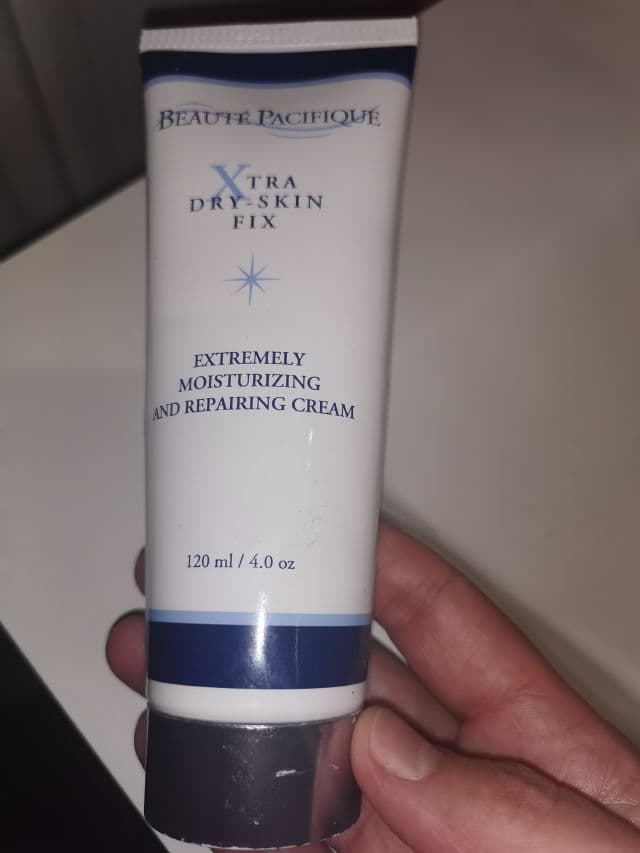 BEAUTÉ PACIFIQUE
XTRA
DRY-SKIN
FIX
EXTREMELY
MOISTURIZING
AND REPAIRING CREAM
120 ml / 4.0 oz